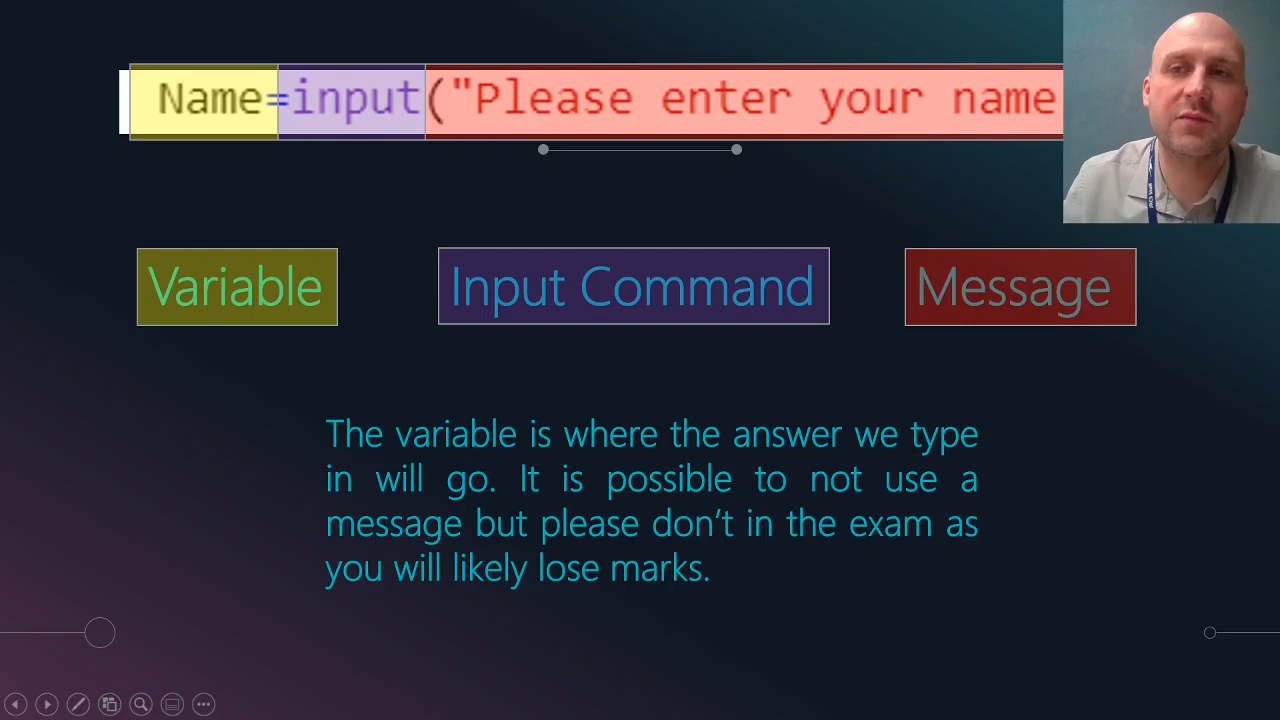 Name=input("Please enter your name
Variable
Input Command
Message
The variable is where the answer we type
in will go. It is possible to not use a
message but please don't in the exam as
you will likely lose marks.